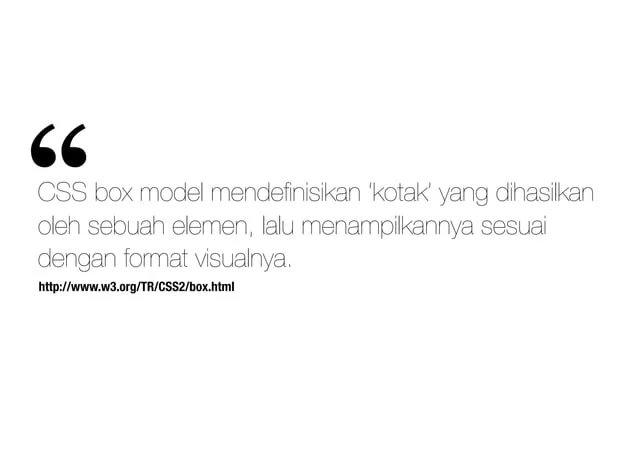 “
CSS box model mendefinisikan ‘kotak’ yang dihasilkan
oleh sebuah elemen, lalu menampilkannya sesuai
dengan format visualnya.
http://www.w3.org/TR/CSS2/box.html